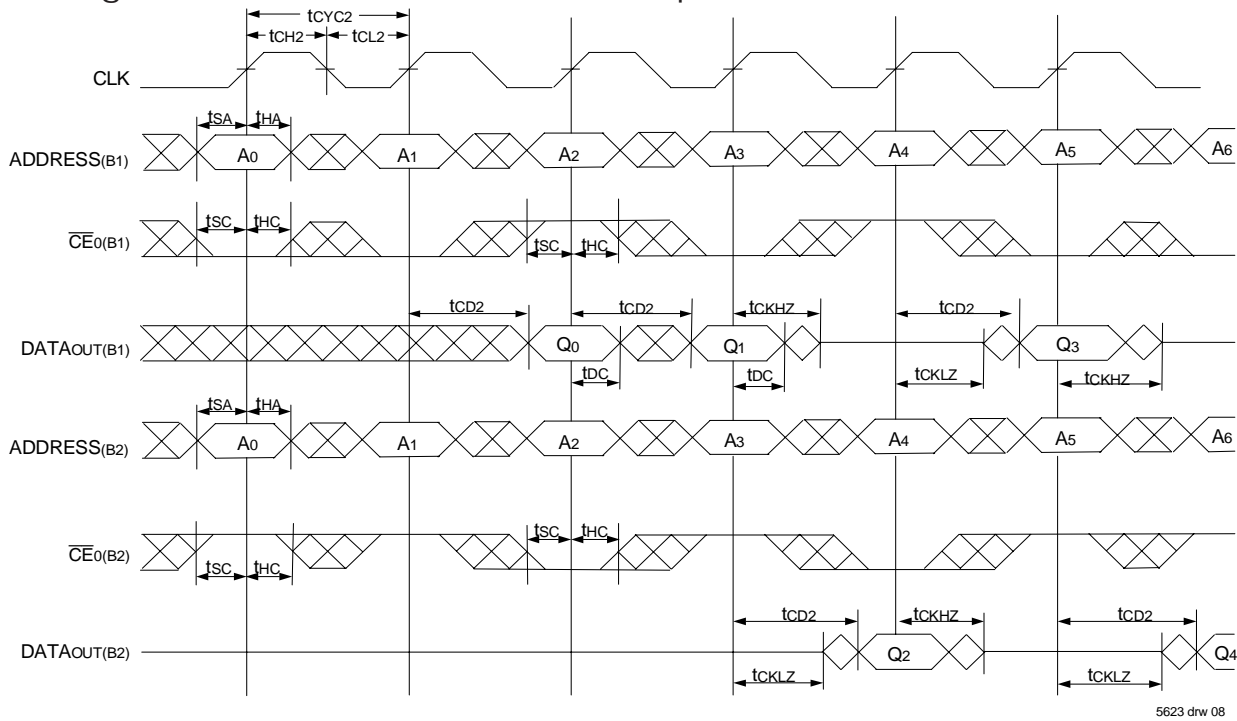 tCYC2
tCH2 tCL2
CLK
tSA tHA
ADDRESS(B1) A0 A1 A2 A3 A4 A5 A6
tSC tHC
CE0(B1)
tSC tHC
tCD2 tCD2 tCKHZ tCD2
DATAOUT(B1) Q0 Q1 Q3
tDC tDC tCKLZ tCKHZ
tSA tHA
ADDRESS(B2) A0 A1 A2 A3 A4 A5 A6
tSC tHC
CE0(B2)
tSC tHC
tCD2 tCKHZ tCD2
DATAOUT(B2) Q2 Q4
tCKLZ tCKLZ
5623 drw 08